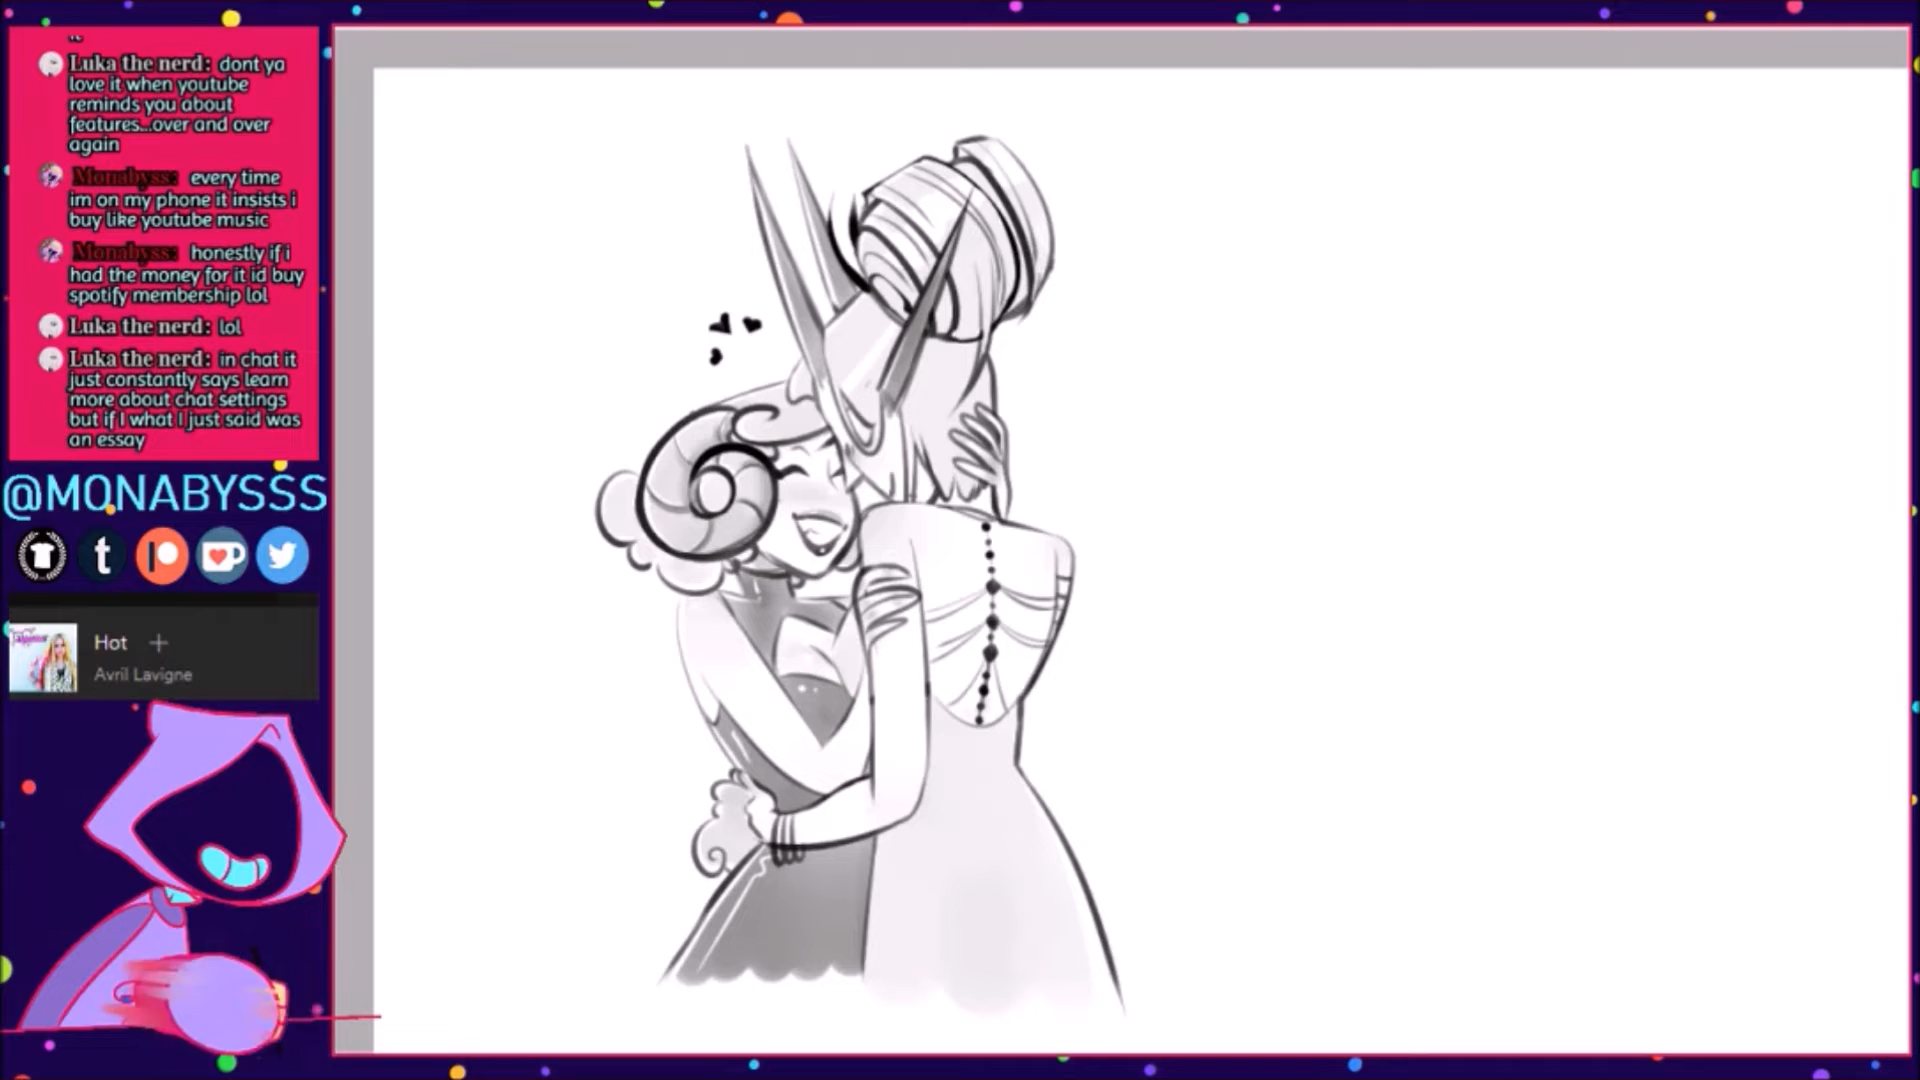 Luka the nerd: dont ya
love it when youtube
reminds you about
features...over and over
again
Monabyss: every time
im on my phone it insists i
buy like youtube music
Monabyss: honestly if i
had the money for it id buy
spotify membership lol
Luka the nerd: lol
Luka the nerd: in chat it
just constantly says learn
more about chat settings
but if I what I just said was
an essay
@MONABYSSS
t
Hot +
Avril Lavigne